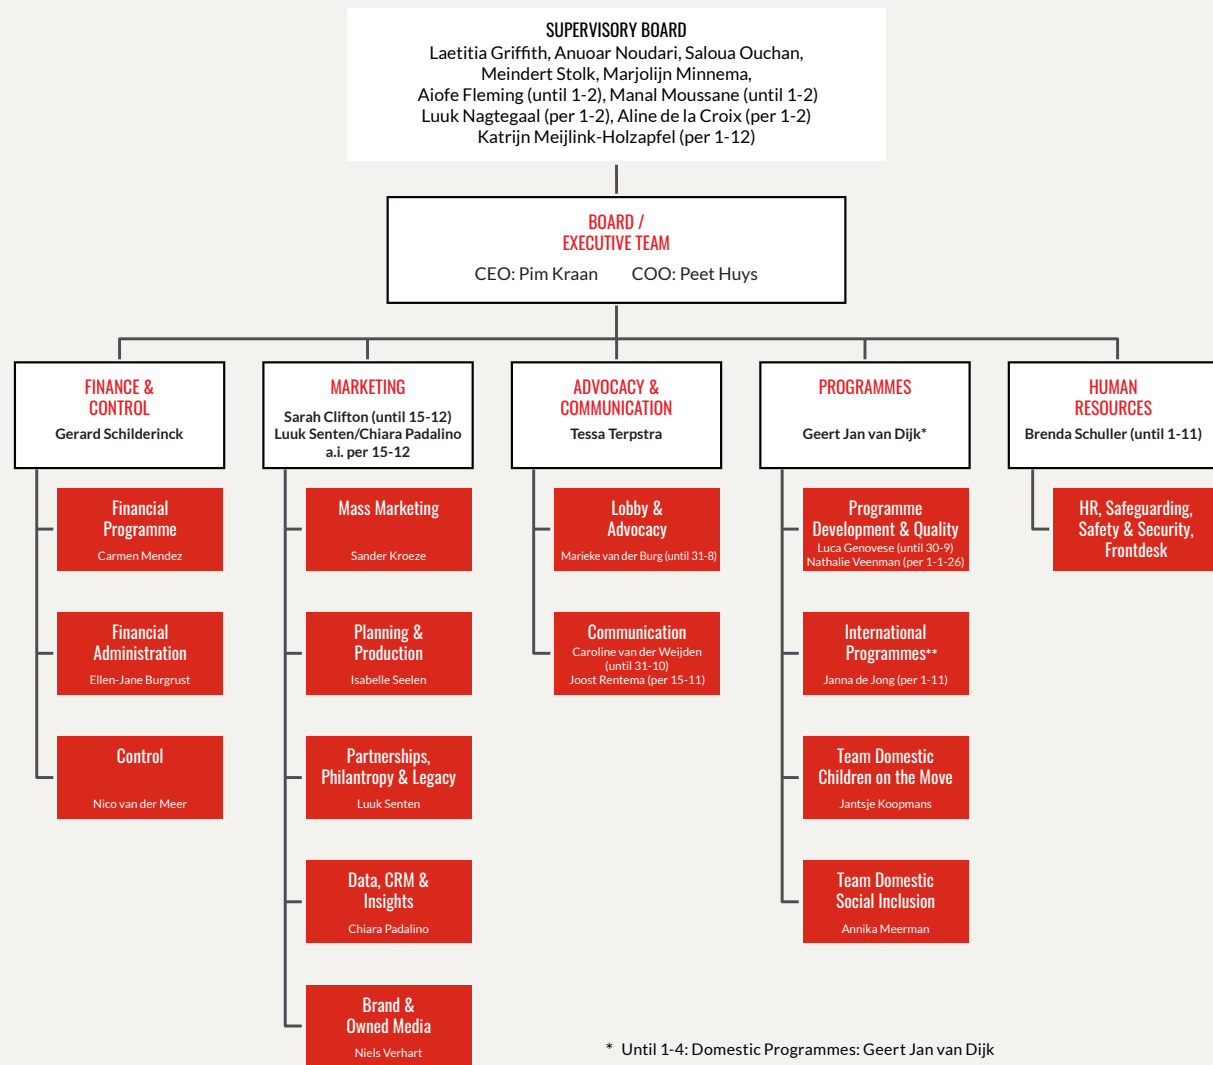 SUPERVISORY BOARD
Laetitia Griffith, Anuoar Noudari, Saloua Ouchan,
Meindert Stolk, Marjolijn Minnema,
Aiofe Fleming (until 1-2), Manal Moussane (until 1-2)
Luuk Nagtegaal (per 1-2), Aline de la Croix (per 1-2)
Katrijn Meijlink-Holzapfel (per 1-12)
BOARD /
EXECUTIVE TEAM
CEO: Pim Kraan COO: Peet Huys
FINANCE &
CONTROL
Gerard Schilderinck
Financial
Programme
Carmen Mendez
Financial
Administration
Ellen-Jane Burgrust
Control
Nico van der Meer
MARKETING
Sarah Clifton (until 15-12)
Luuk Senten/Chiara Padalino
a.i. per 15-12
Mass Marketing
Sander Kroeze
Planning &
Production
Isabelle Seelen
Partnerships,
Philantropy & Legacy
Luuk Senten
Data, CRM &
Insights
Chiara Padalino
Brand &
Owned Media
Niels Verhart
ADVOCACY &
COMMUNICATION
Tessa Terpstra
Lobby &
Advocacy
Marieke van der Burg (until 31-8)
Communication
Caroline van der Weijden
(until 31-10)
Joost Rentema (per 15-11)
PROGRAMMES
Geert Jan van Dijk*
Programme
Development & Quality
Luca Genovese (until 30-9)
Nathalie Veenman (per 1-1-26)
International
Programmes**
Janna de Jong (per 1-11)
Team Domestic
Children on the Move
Jantsje Koopmans
Team Domestic
Social Inclusion
Annika Meerman
HUMAN
RESOURCES
Brenda Schuller (until 1-11)
HR, Safeguarding,
Safety & Security,
Frontdesk
* Until 1-4: Domestic Programmes: Geert Jan van Dijk